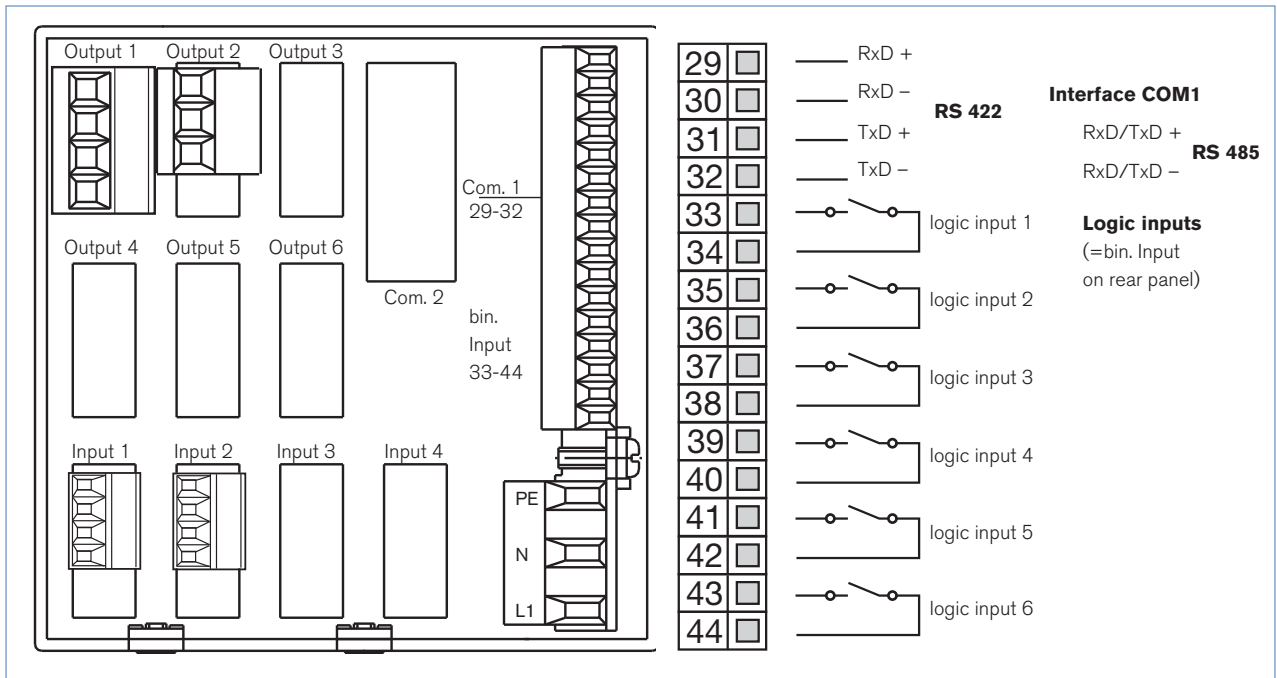 Output 1 Output 2 Output 3
Com. 1
29-32
Output 4 Output 5 Output 6
Com. 2
bin.
Input
33-44
Input 1 Input 2 Input 3 Input 4
PE
N
L1
29 RxD +
30 RxD –
31 TxD +
32 TxD –
RS 422
Interface COM1
RxD/TxD +
RxD/TxD –
RS 485
33
34
logic input 1
35
36
logic input 2
37
38
logic input 3
39
40
logic input 4
41
42
logic input 5
43
44
logic input 6
Logic inputs
(=bin. Input
on rear panel)